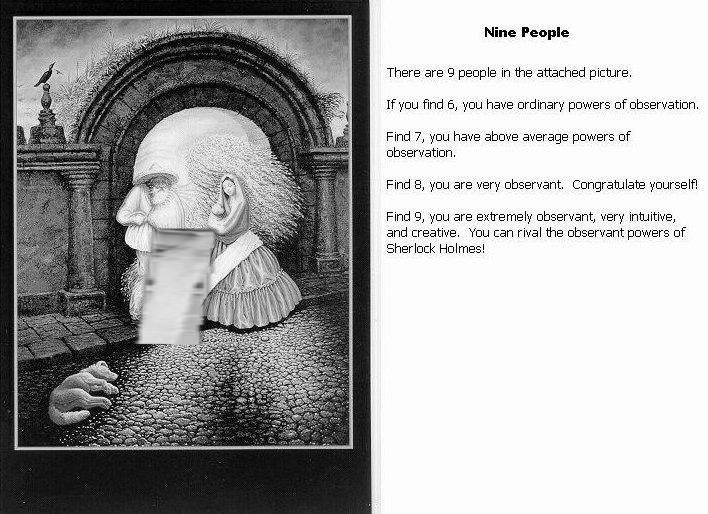 Nine People
There are 9 people in the attached picture.
If you find 6, you have ordinary powers of observation.
Find 7, you have above average powers of
observation.
Find 8, you are very observant.  Congratulate yourself!
Find 9, you are extremely observant, very intuitive,
and creative.  You can rival the observant powers of
Sherlock Holmes!